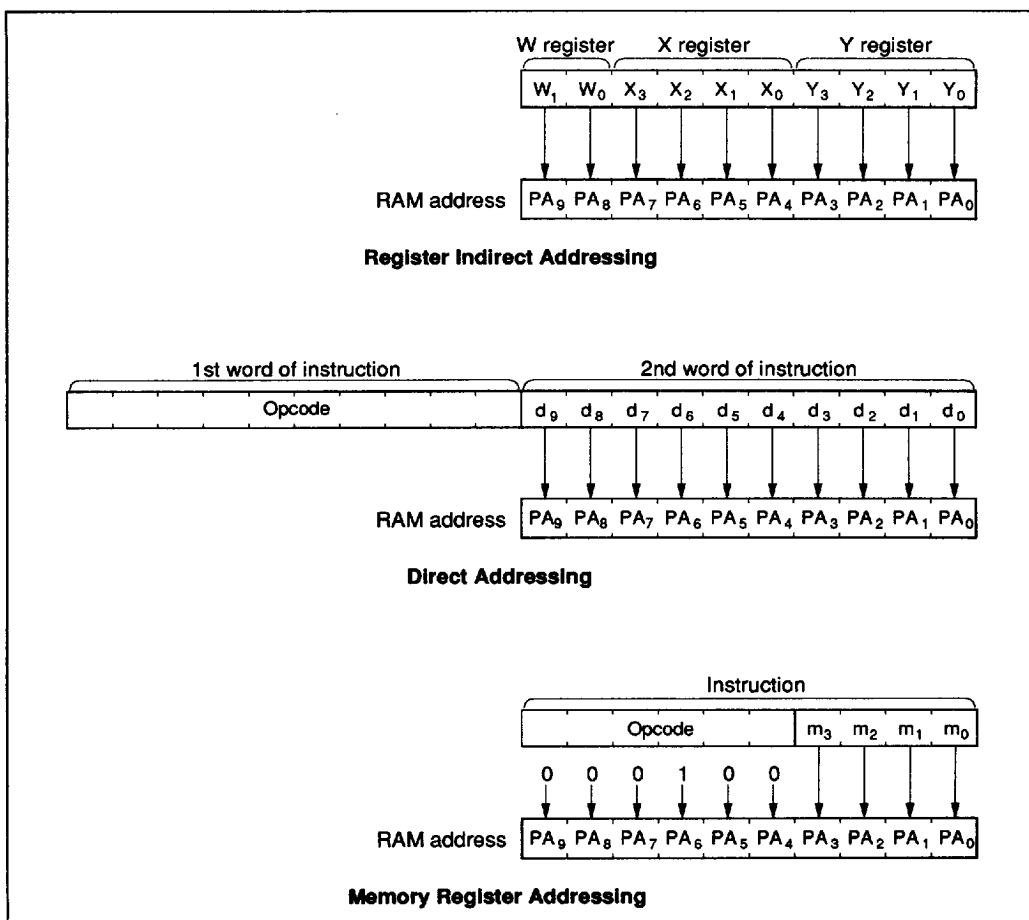 W register X register Y register
W₁ W₀ X₃ X₂ X₁ X₀ Y₃ Y₂ Y₁ Y₀
RAM address PA₉ PA₈ PA₇ PA₆ PA₅ PA₄ PA₃ PA₂ PA₁ PA₀
Register Indirect Addressing
1st word of instruction 2nd word of instruction
Opcode d₉ d₈ d₇ d₆ d₅ d₄ d₃ d₂ d₁ d₀
RAM address PA₉ PA₈ PA₇ PA₆ PA₅ PA₄ PA₃ PA₂ PA₁ PA₀
Direct Addressing
Instruction
Opcode m₃ m₂ m₁ m₀
0 0 0 1 0 0
RAM address PA₉ PA₈ PA₇ PA₆ PA₅ PA₄ PA₃ PA₂ PA₁ PA₀
Memory Register Addressing